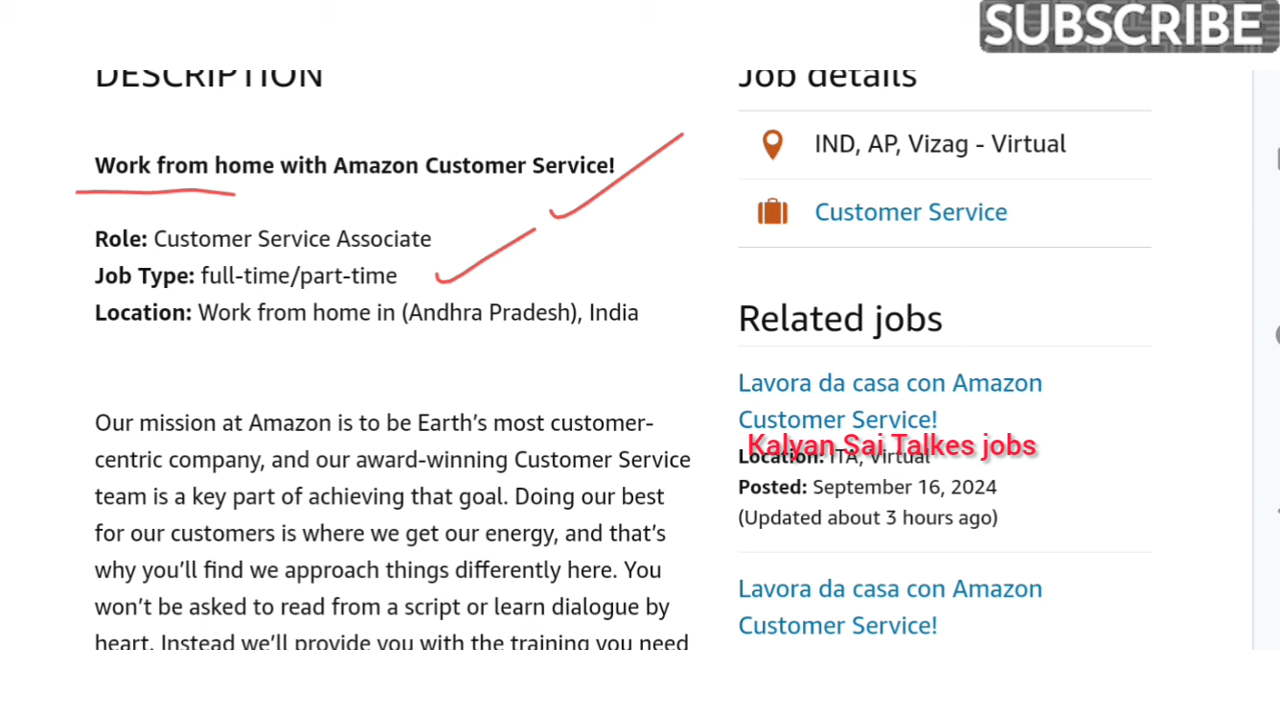 SUBSCRIBE
DESCRIPTION
Work from home with Amazon Customer Service!
Role: Customer Service Associate
Job Type: full-time/part-time
Location: Work from home in (Andhra Pradesh), India
Our mission at Amazon is to be Earth's most customer-
centric company, and our award-winning Customer Service
team is a key part of achieving that goal. Doing our best
for our customers is where we get our energy, and that's
why you'll find we approach things differently here. You
won't be asked to read from a script or learn dialogue by
heart. Instead we'll provide you with the training you need
Job details
IND, AP, Vizag - Virtual
Customer Service
Related jobs
Lavora da casa con Amazon
Customer Service!
Kalyan Sai Talkes jobs
Location: ITA, Virtual
Posted: September 16, 2024
(Updated about 3 hours ago)
Lavora da casa con Amazon
Customer Service!